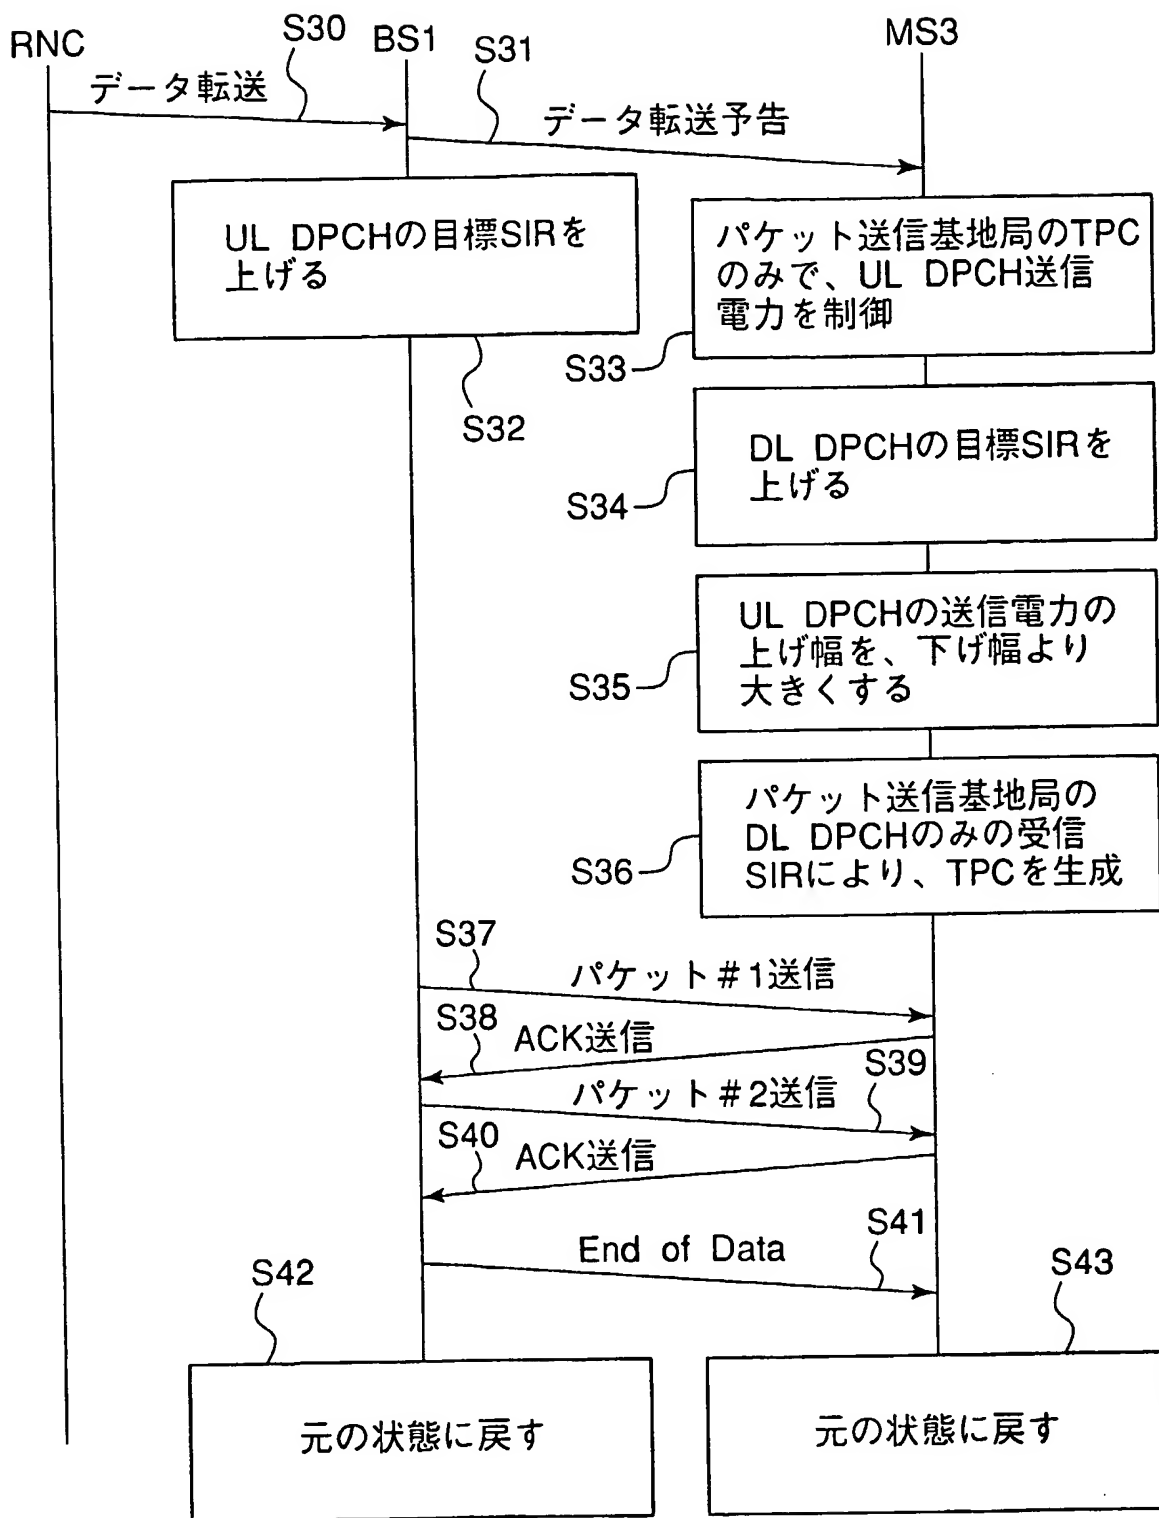 RNC
S30
BS1
S31
MS3
データ転送
データ転送予告
UL DPCHの目標SIRを
上げる
S32
パケット送信基地局のTPC
のみで、UL DPCH送信
電力を制御
S33
DL DPCHの目標SIRを
上げる
S34
UL DPCHの送信電力の
上げ幅を、下げ幅より
大きくする
S35
パケット送信基地局の
DL DPCHのみの受信
SIRにより、TPCを生成
S36
S37
パケット#1送信
S38
ACK送信
S39
パケット#2送信
S40
ACK送信
S41
End of Data
S42
S43
元の状態に戻す
元の状態に戻す